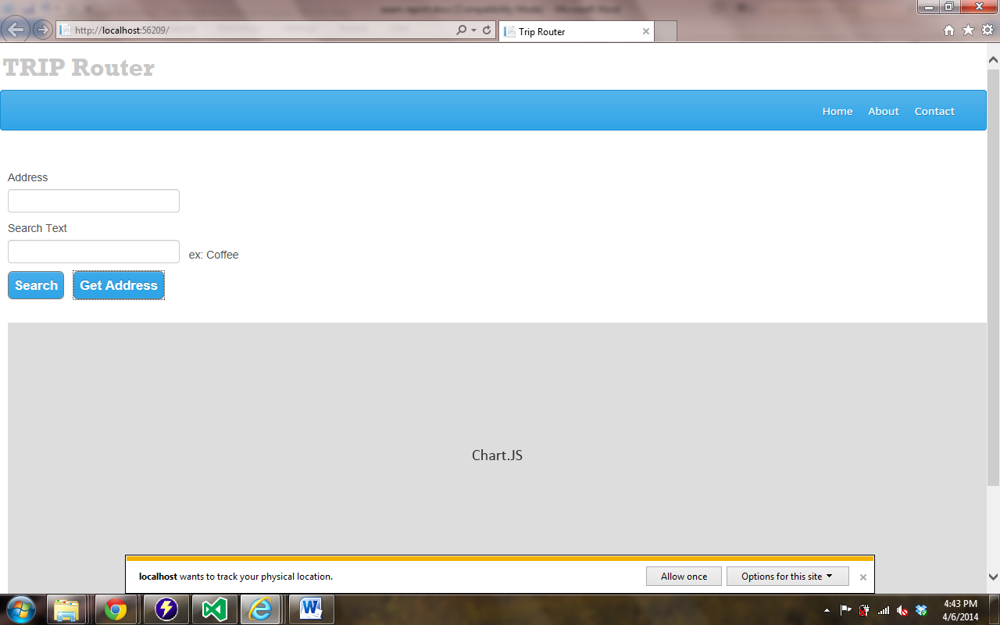 http://localhost:56209/
Trip Router
TRIP Router
Home About Contact
Address
Search Text
ex: Coffee
Search Get Address
Chart.JS
localhost wants to track your physical location.
Allow once Options for this site
4:43 PM
4/6/2014